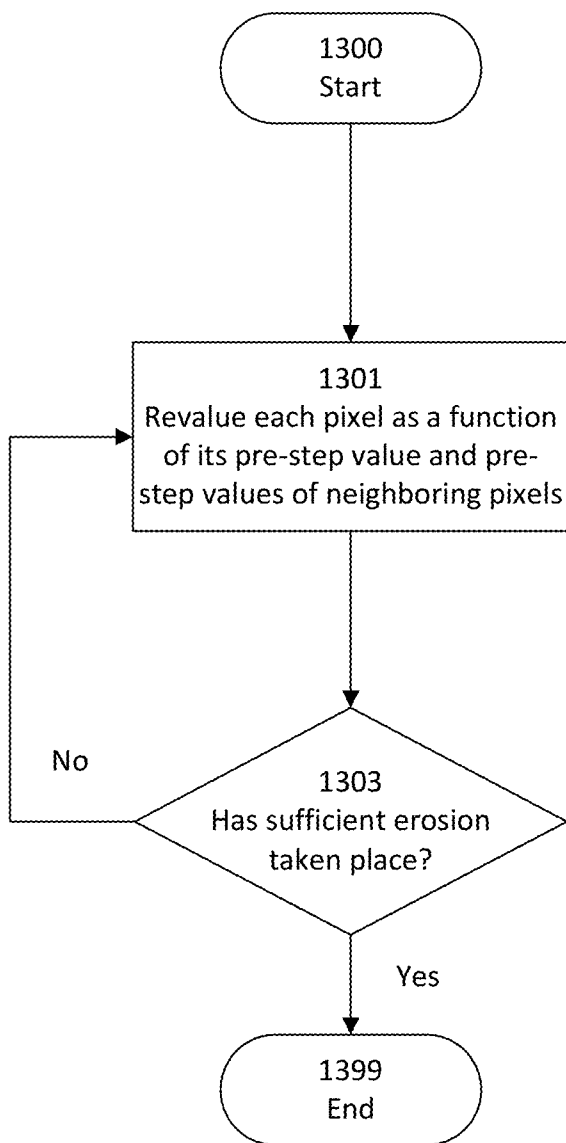 1300
Start
1301
Revalue each pixel as a function
of its pre-step value and pre-
step values of neighboring pixels
No
1303
Has sufficient erosion
taken place?
Yes
1399
End